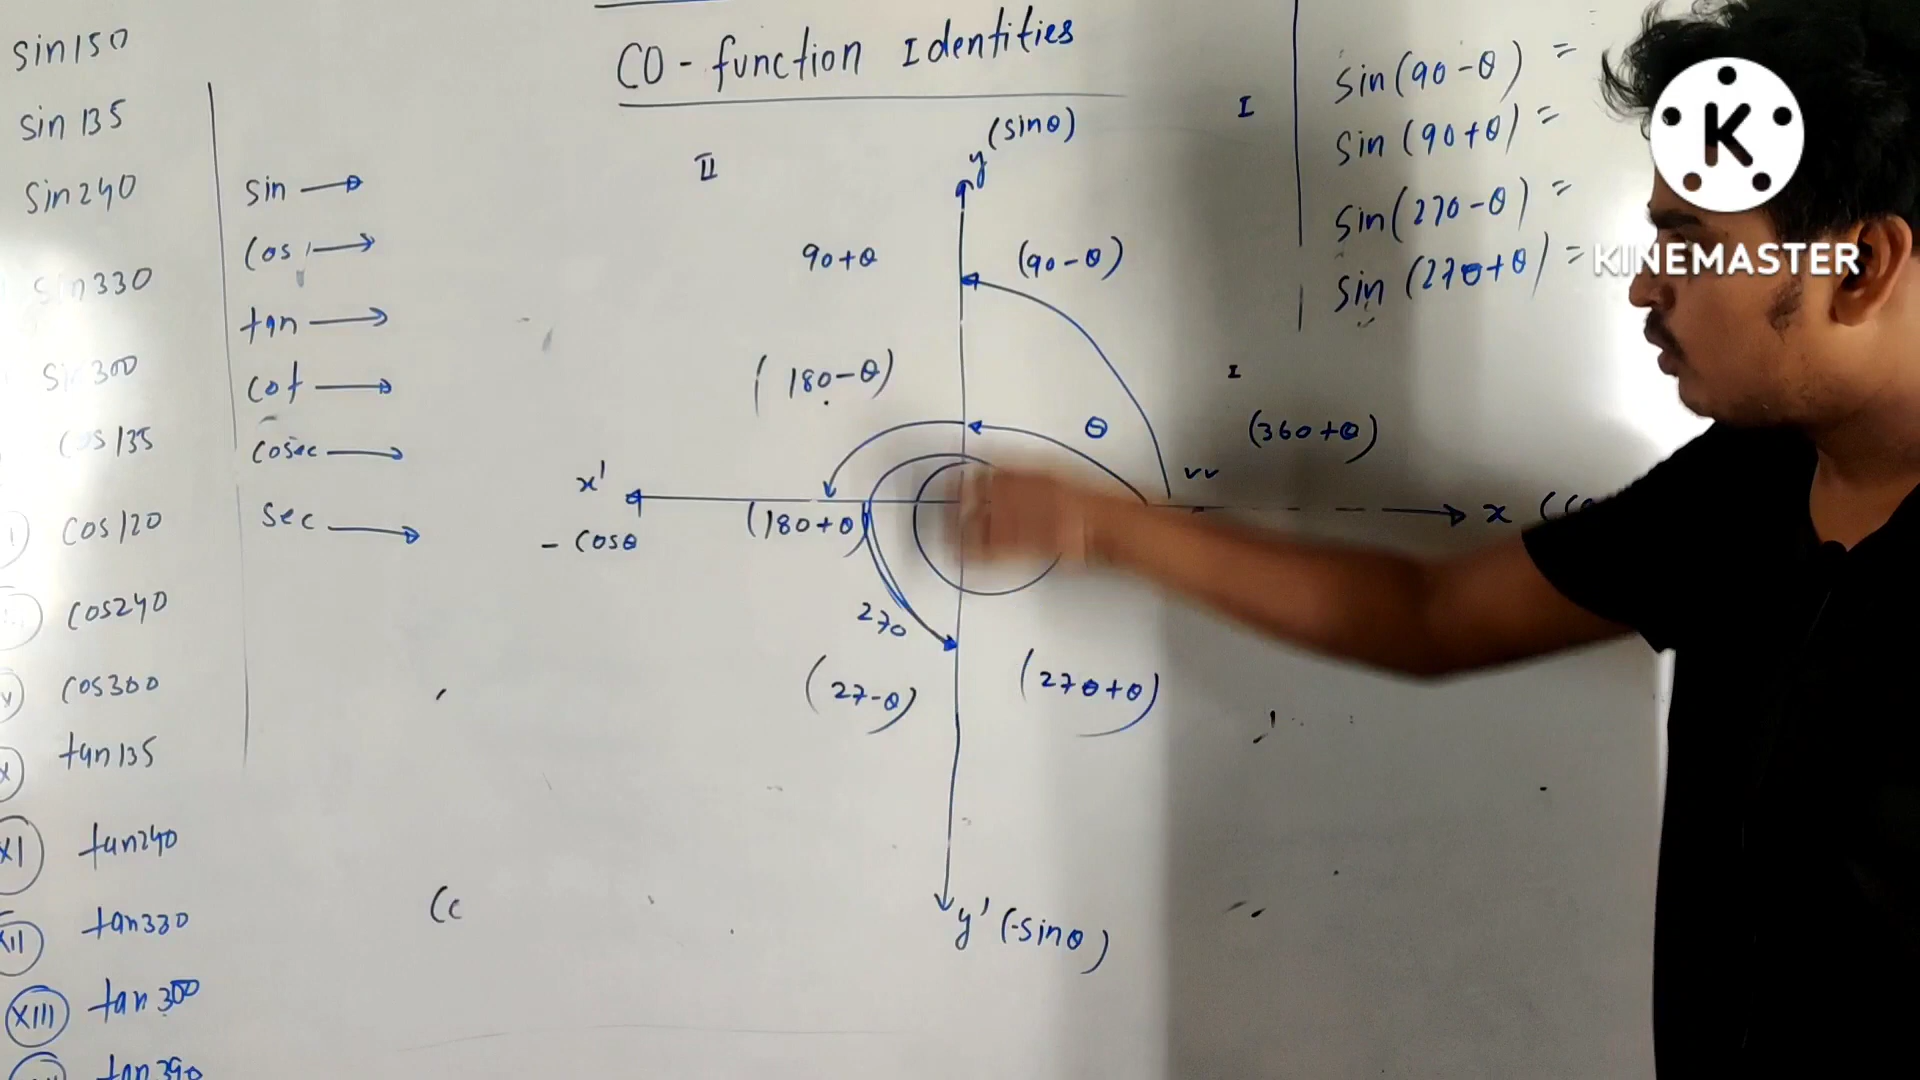 CO-function Identities
sin150
sin 135
sin240
sin330
sin300
cos135
cos120
cos240
cos300
tan135
XI tan240
XII tan330
XIII tan300
tan390
sin →
cos →
tan →
cot →
cosec →
sec →
(c
II
I
y (sinθ)
90+θ
(90-θ)
(180-θ)
θ
I
(360+θ)
x'
- cosθ
(180+θ)
x
270
(27-θ)
(270+θ)
y' (-sinθ)
sin(90-θ) =
sin(90+θ) =
sin(270-θ) =
sin(270+θ) =
K
KINEMASTER